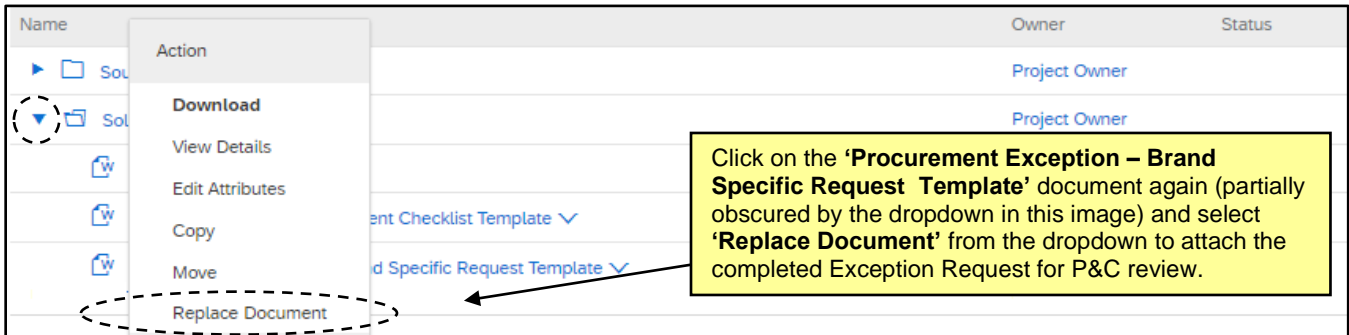 Name Owner Status
Action
Sou Project Owner
Download
Sol Project Owner
View Details
Edit Attributes
ent Checklist Template
Copy
d Specific Request Template
Move
Replace Document
Click on the ‘Procurement Exception – Brand
Specific Request Template’ document again (partially
obscured by the dropdown in this image) and select
‘Replace Document’ from the dropdown to attach the
completed Exception Request for P&C review.